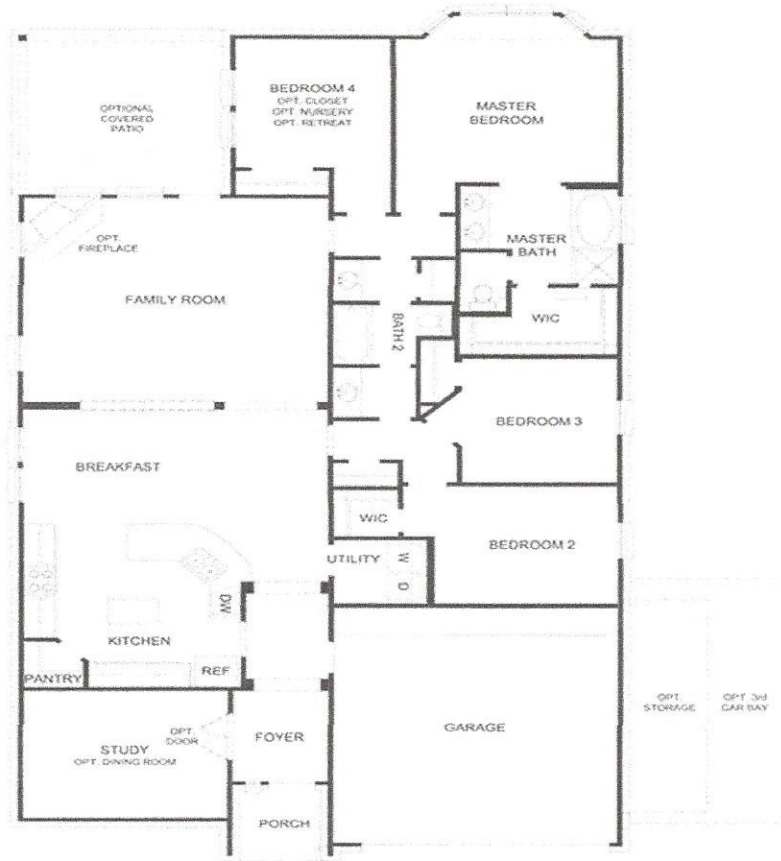 BEDROOM 4
OPT. CLOSET
OPT. NURSERY
OPT. RETREAT
MASTER
BEDROOM
OPTIONAL
COVERED
PATIO
OPT.
FIREPLACE
MASTER
BATH
FAMILY ROOM
WIC
BATH 2
BEDROOM 3
BREAKFAST
WIC
BEDROOM 2
UTILITY
W
D
DW
KITCHEN
REF
PANTRY
OPT.
DOOR
STUDY
OPT. DINING ROOM
FOYER
GARAGE
OPT.
STORAGE
OPT. 3rd
CAR BAY
PORCH